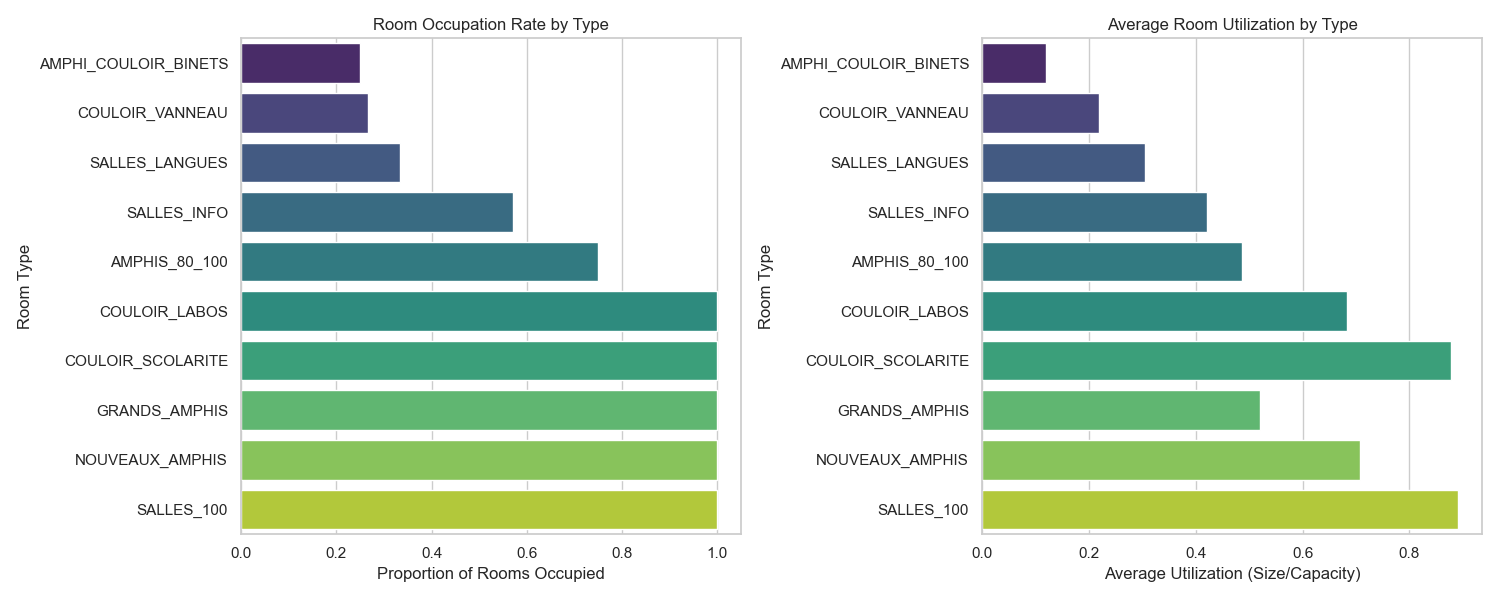 Room Occupation Rate by Type
AMPHI_COULOIR_BINETS
COULOIR_VANNEAU
SALLES_LANGUES
SALLES_INFO
AMPHIS_80_100
COULOIR_LABOS
COULOIR_SCOLARITE
GRANDS_AMPHIS
NOUVEAUX_AMPHIS
SALLES_100
Room Type
0.0 0.2 0.4 0.6 0.8 1.0
Proportion of Rooms Occupied
Average Room Utilization by Type
AMPHI_COULOIR_BINETS
COULOIR_VANNEAU
SALLES_LANGUES
SALLES_INFO
AMPHIS_80_100
COULOIR_LABOS
COULOIR_SCOLARITE
GRANDS_AMPHIS
NOUVEAUX_AMPHIS
SALLES_100
Room Type
0.0 0.2 0.4 0.6 0.8
Average Utilization (Size/Capacity)